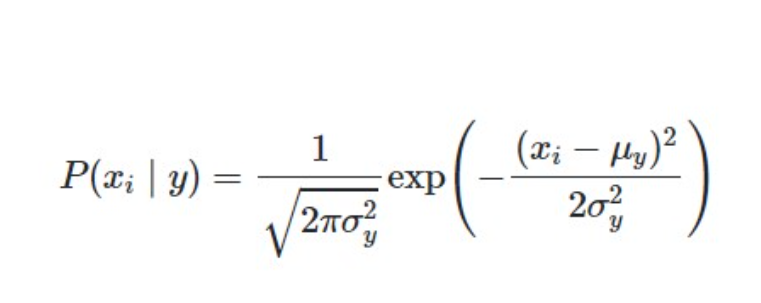 P(x_i | y) = \frac{1}{\sqrt{2\pi\sigma_y^2}} \exp\left(-\frac{(x_i - \mu_y)^2}{2\sigma_y^2}\right)